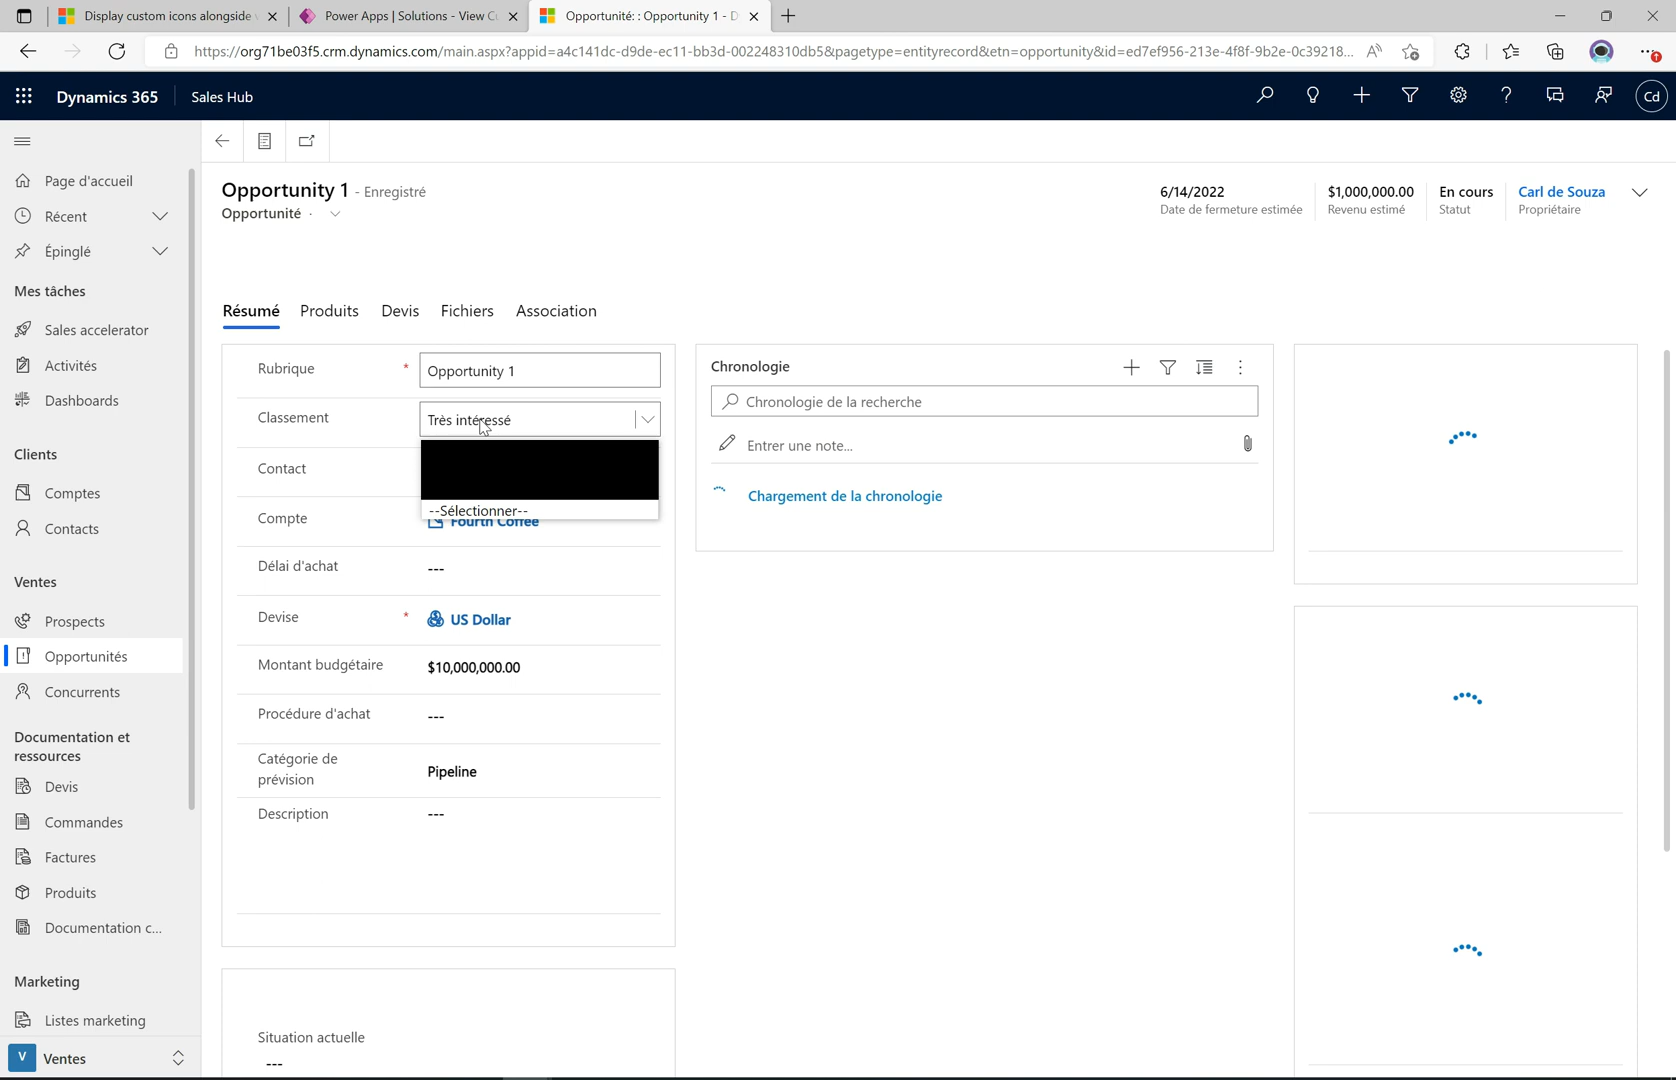 Display custom icons alongside
Power Apps | Solutions - View Cu
Opportunité: : Opportunity 1 - D
https://org71be03f5.crm.dynamics.com/main.aspx?appid=a4c141dc-d9de-ec11-bb3d-002248310db5&pagetype=entityrecord&etn=opportunity&id=ed7ef956-213e-4f8f-9b2e-0c39218...
1
Dynamics 365
Sales Hub
Cd
Page d'accueil
Récent
Épinglé
Mes tâches
Sales accelerator
Activités
Dashboards
Clients
Comptes
Contacts
Ventes
Prospects
Opportunités
Concurrents
Documentation et
ressources
Devis
Commandes
Factures
Produits
Documentation c...
Marketing
Listes marketing
V
Ventes
Opportunity 1 - Enregistré
Opportunité ·
6/14/2022
Date de fermeture estimée
$1,000,000.00
Revenu estimé
En cours
Statut
Carl de Souza
Propriétaire
Résumé
Produits
Devis
Fichiers
Association
Rubrique * Opportunity 1
Classement Très intéressé
Contact
--Sélectionner--
Compte Fourth Coffee
Délai d'achat ---
Devise * US Dollar
Montant budgétaire $10,000,000.00
Procédure d'achat ---
Catégorie de
prévision
Pipeline
Description ---
Situation actuelle
---
Chronologie
Chronologie de la recherche
Entrer une note...
Chargement de la chronologie